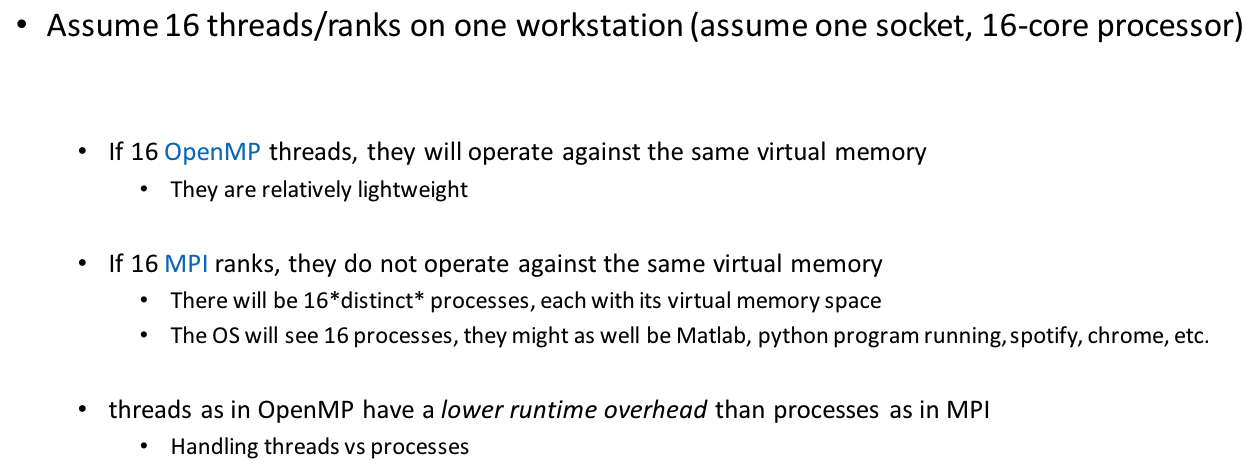 • Assume 16 threads/ranks on one workstation (assume one socket, 16-core processor)
• If 16 OpenMP threads, they will operate against the same virtual memory
• They are relatively lightweight
• If 16 MPI ranks, they do not operate against the same virtual memory
• There will be 16*distinct* processes, each with its virtual memory space
• The OS will see 16 processes, they might as well be Matlab, python program running, spotify, chrome, etc.
• threads as in OpenMP have a lower runtime overhead than processes as in MPI
• Handling threads vs processes